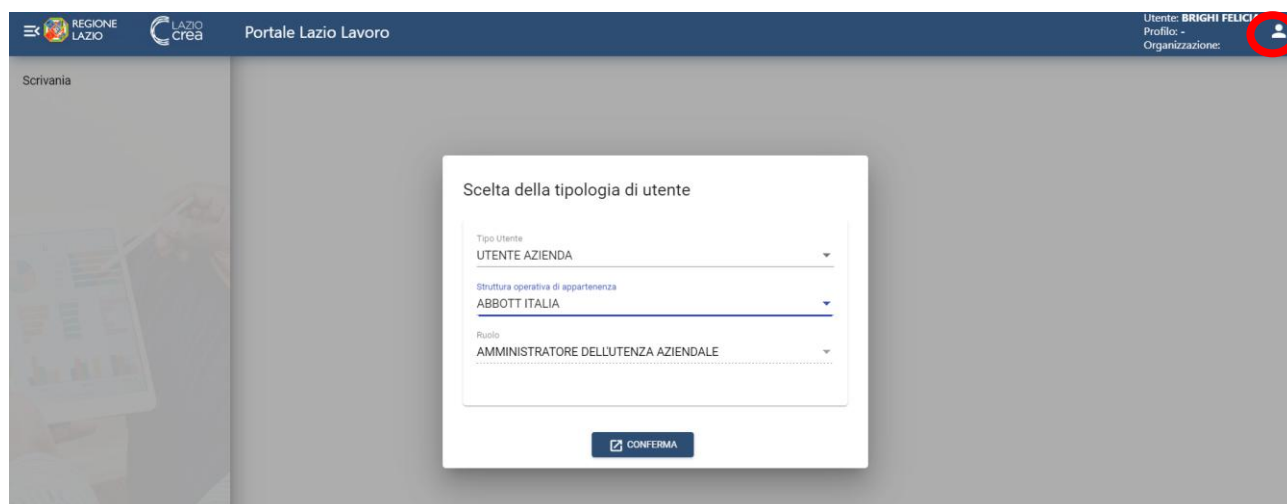 REGIONE
LAZIO
LAZIO
crea
Portale Lazio Lavoro
Utente: BRIGHI FELICIA
Profilo: -
Organizzazione:
Scrivania
Scelta della tipologia di utente
Tipo Utente
UTENTE AZIENDA
Struttura operativa di appartenenza
ABBOTT ITALIA
Ruolo
AMMINISTRATORE DELL'UTENZA AZIENDALE
CONFERMA